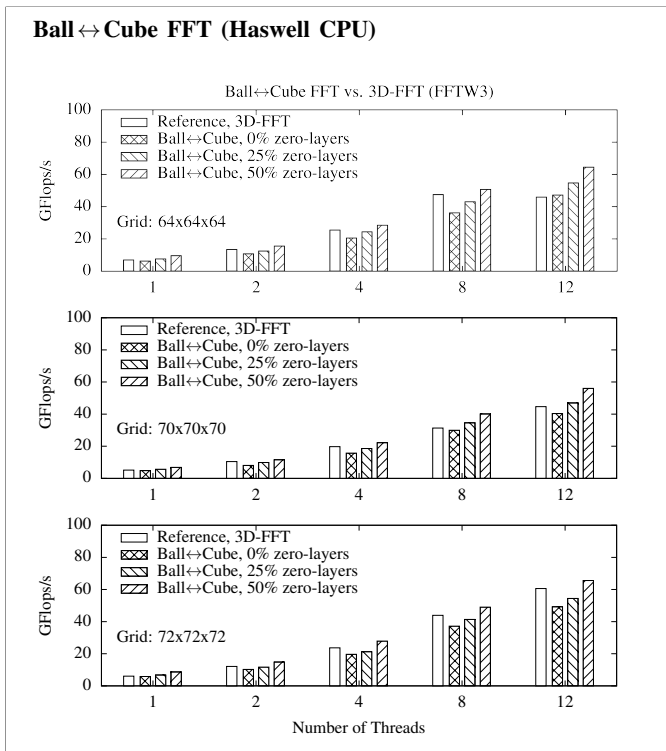 Ball↔Cube FFT (Haswell CPU)
Ball↔Cube FFT vs. 3D-FFT (FFTW3)
100
80
60
40
20
0
GFlops/s
Reference, 3D-FFT
Ball↔Cube, 0% zero-layers
Ball↔Cube, 25% zero-layers
Ball↔Cube, 50% zero-layers
Grid: 64x64x64
1 2 4 8 12
100
80
60
40
20
0
GFlops/s
Reference, 3D-FFT
Ball↔Cube, 0% zero-layers
Ball↔Cube, 25% zero-layers
Ball↔Cube, 50% zero-layers
Grid: 70x70x70
1 2 4 8 12
100
80
60
40
20
0
GFlops/s
Reference, 3D-FFT
Ball↔Cube, 0% zero-layers
Ball↔Cube, 25% zero-layers
Ball↔Cube, 50% zero-layers
Grid: 72x72x72
1 2 4 8 12
Number of Threads